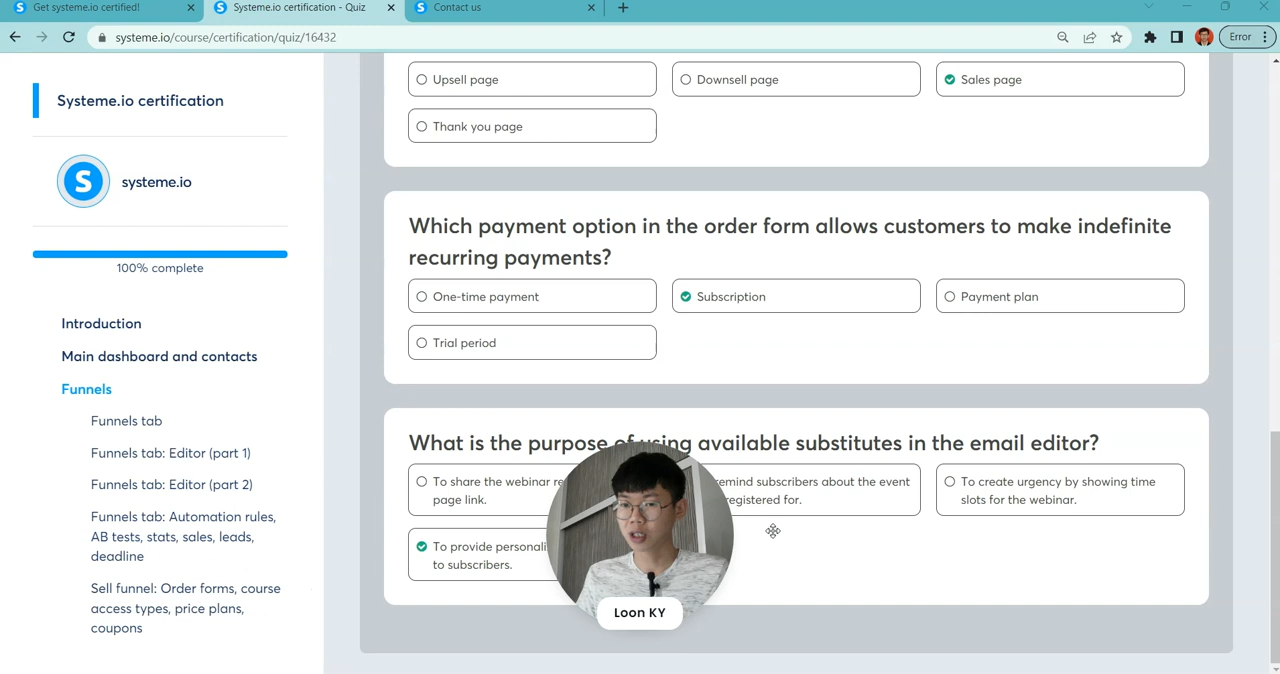 Get systeme.io certified!
Systeme.io certification - Quiz
Contact us
systeme.io/course/certification/quiz/16432
Error
Systeme.io certification
systeme.io
100% complete
Introduction
Main dashboard and contacts
Funnels
Funnels tab
Funnels tab: Editor (part 1)
Funnels tab: Editor (part 2)
Funnels tab: Automation rules,
AB tests, stats, sales, leads,
deadline
Sell funnel: Order forms, course
access types, price plans,
coupons
Upsell page
Downsell page
Sales page
Thank you page
Which payment option in the order form allows customers to make indefinite
recurring payments?
One-time payment
Subscription
Payment plan
Trial period
What is the purpose of using available substitutes in the email editor?
To share the webinar
page link.
remind subscribers about the event
registered for.
To create urgency by showing time
slots for the webinar.
To provide
to subscribers.
Loon KY